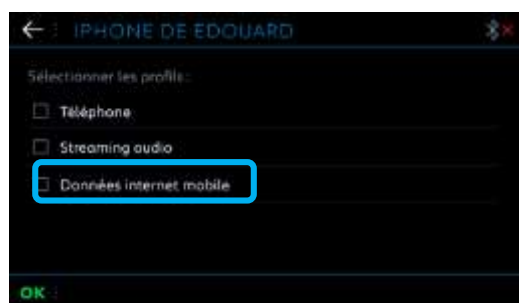 IPHONE DE EDOUARD
Sélectionner les profils :
Téléphone
Streaming audio
Données internet mobile
OK